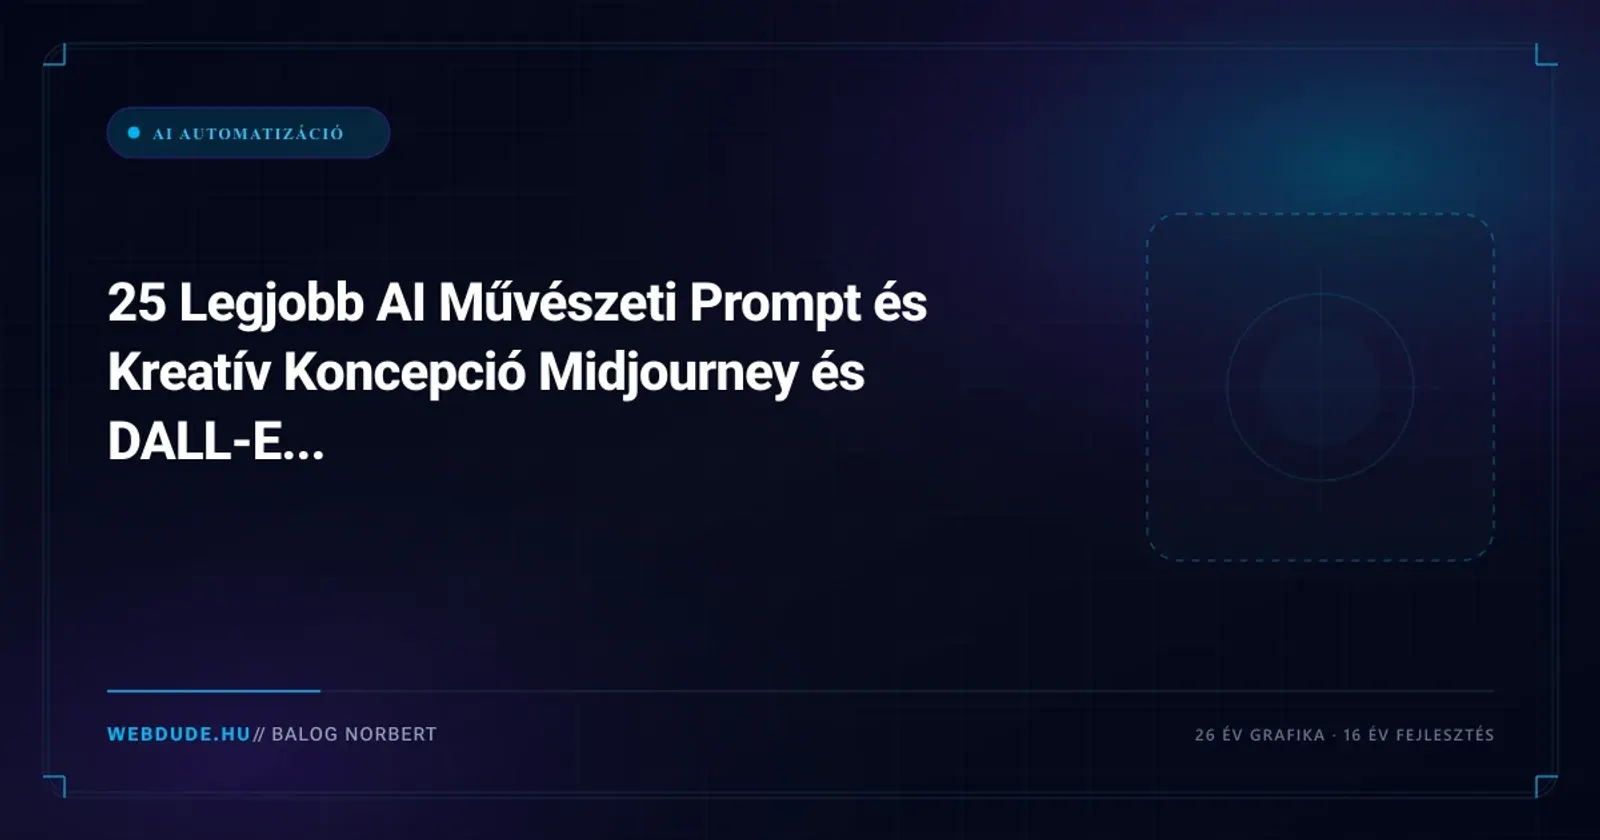 AI AUTOMATIZÁCIÓ
25 Legjobb AI Művészeti Prompt és
Kreatív Koncepció Midjourney és
DALL-E...
WEBDUDE.HU // BALOG NORBERT
26 ÉV GRAFIKA · 16 ÉV FEJLESZTÉS